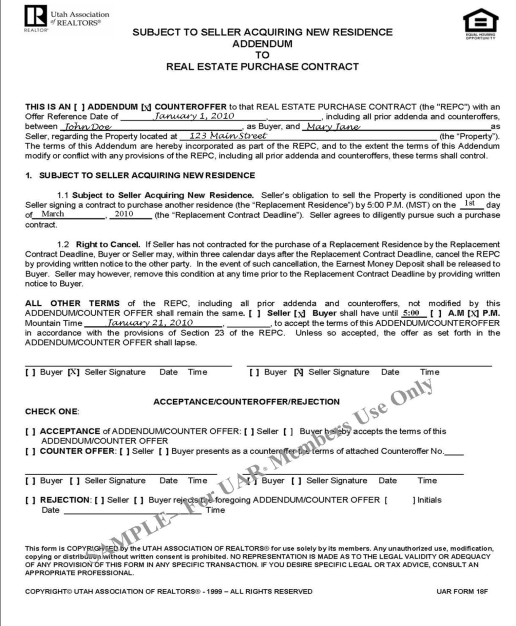 Utah Association
of REALTORS®
REALTOR®
EQUAL HOUSING
OPPORTUNITY
SUBJECT TO SELLER ACQUIRING NEW RESIDENCE
ADDENDUM
TO
REAL ESTATE PURCHASE CONTRACT
THIS IS AN [ ] ADDENDUM [x] COUNTEROFFER to that REAL ESTATE PURCHASE CONTRACT (the "REPC") with an
Offer Reference Date of January 1, 2010, including all prior addenda and counteroffers,
between John Doe, as Buyer, and Mary Jane as
Seller, regarding the Property located at 123 Main Street (the "Property").
The terms of this Addendum are hereby incorporated as part of the REPC, and to the extent the terms of this Addendum
modify or conflict with any provisions of the REPC, including all prior addenda and counteroffers, these terms shall control.
1. SUBJECT TO SELLER ACQUIRING NEW RESIDENCE
1.1 Subject to Seller Acquiring New Residence. Seller's obligation to sell the Property is conditioned upon the
Seller signing a contract to purchase another residence (the "Replacement Residence") by 5:00 P.M. (MST) on the 1st day
of March, 2010 (the "Replacement Contract Deadline"). Seller agrees to diligently pursue such a purchase
contract.
1.2 Right to Cancel. If Seller has not contracted for the purchase of a Replacement Residence by the Replacement
Contract Deadline, Buyer or Seller may, within three calendar days after the Replacement Contract Deadline, cancel the REPC
by providing written notice to the other party. In the event of such cancellation, the Earnest Money Deposit shall be released to
Buyer. Seller may however, remove this condition at any time prior to the Replacement Contract Deadline by providing written
notice to Buyer.
ALL OTHER TERMS of the REPC, including all prior addenda and counteroffers, not modified by this
ADDENDUM/COUNTER OFFER shall remain the same. [ ] Seller [x] Buyer shall have until 5:00 [ ] A.M [X] P.M.
Mountain Time January 21, 2010, , to accept the terms of this ADDENDUM/COUNTEROFFER
in accordance with the provisions of Section 23 of the REPC. Unless so accepted, the offer as set forth in the
ADDENDUM/COUNTER OFFER shall lapse.
[ ] Buyer [X] Seller Signature Date Time [ ] Buyer [X] Seller Signature Date Time
ACCEPTANCE/COUNTEROFFER/REJECTION
CHECK ONE:
[ ] ACCEPTANCE of ADDENDUM/COUNTER OFFER: [ ] Seller [ ] Buyer hereby accepts the terms of this
ADDENDUM/COUNTER OFFER
[ ] COUNTER OFFER: [ ] Seller [ ] Buyer presents as a counteroffer the terms of attached Counteroffer No.____
[ ] Buyer [ ] Seller Signature Date Time [ ] Buyer [ ] Seller Signature Date Time
[ ] REJECTION: [ ] Seller [ ] Buyer rejects the foregoing ADDENDUM/COUNTER OFFER [ ] Initials
Date Time
SAMPLE– For UAR® Members Use Only
This form is COPYRIGHTED by the UTAH ASSOCIATION OF REALTORS® for use solely by its members. Any unauthorized use, modification,
copying or distribution without written consent is prohibited. NO REPRESENTATION IS MADE AS TO THE LEGAL VALIDITY OR ADEQUACY
OF ANY PROVISION OF THIS FORM IN ANY SPECIFIC TRANSACTION. IF YOU DESIRE SPECIFIC LEGAL OR TAX ADVICE, CONSULT AN
APPROPRIATE PROFESSIONAL.
COPYRIGHT© UTAH ASSOCIATION OF REALTORS® - 1999 – ALL RIGHTS RESERVED UAR FORM 18F